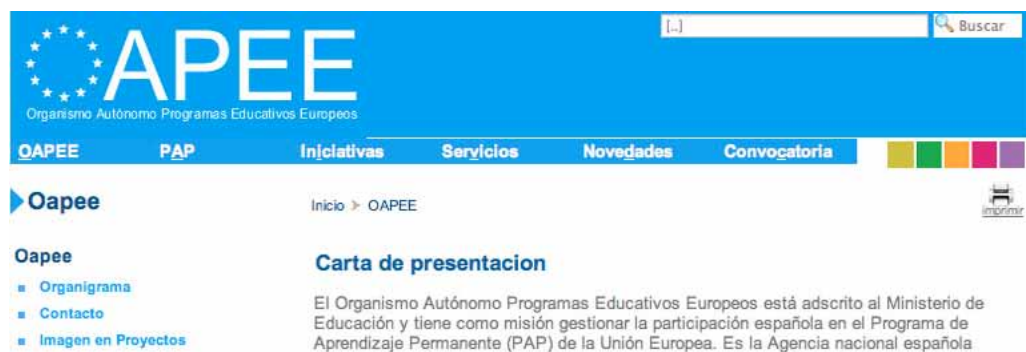 [...]
Buscar
OAPEE
Organismo Autónomo Programas Educativos Europeos
OAPEE PAP Iniciativas Servicios Novedades Convocatoria
Oapee
Inicio > OAPEE
imprimir
Oapee
Organigrama
Contacto
Imagen en Proyectos
Carta de presentacion
El Organismo Autónomo Programas Educativos Europeos está adscrito al Ministerio de
Educación y tiene como misión gestionar la participación española en el Programa de
Aprendizaje Permanente (PAP) de la Unión Europea. Es la Agencia nacional española